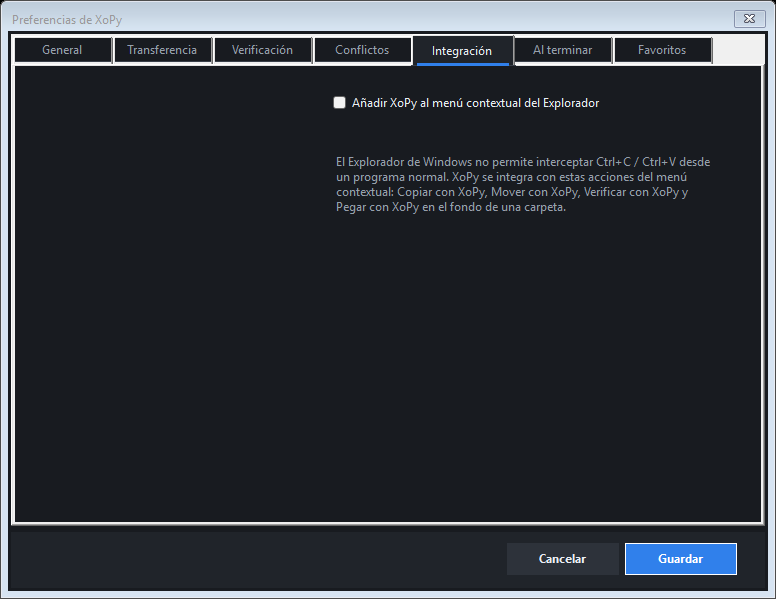 Preferencias de XoPy
General
Transferencia
Verificación
Conflictos
Integración
Al terminar
Favoritos
Añadir XoPy al menú contextual del Explorador
El Explorador de Windows no permite interceptar Ctrl+C / Ctrl+V desde
un programa normal. XoPy se integra con estas acciones del menú
contextual: Copiar con XoPy, Mover con XoPy, Verificar con XoPy y
Pegar con XoPy en el fondo de una carpeta.
Cancelar
Guardar